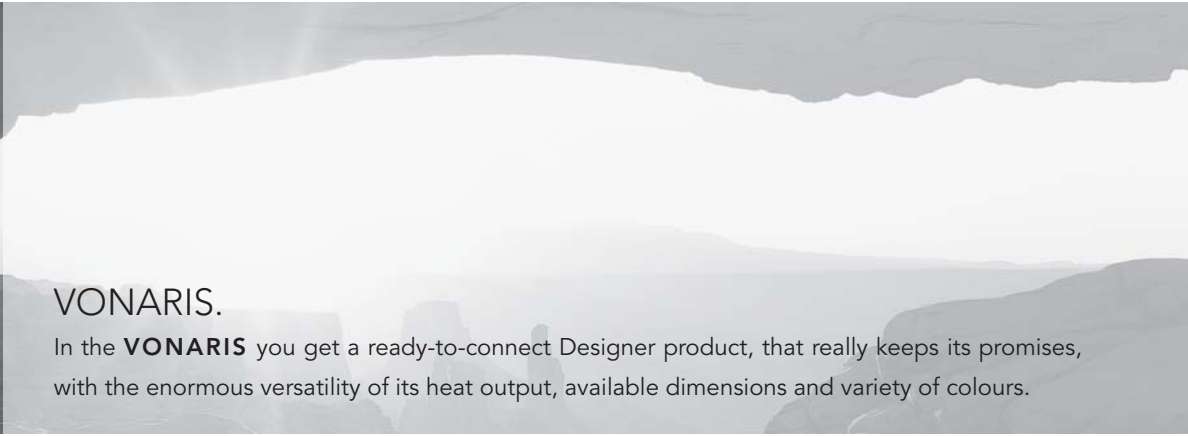 VONARIS.
In the VONARIS you get a ready-to-connect Designer product, that really keeps its promises,
with the enormous versatility of its heat output, available dimensions and variety of colours.